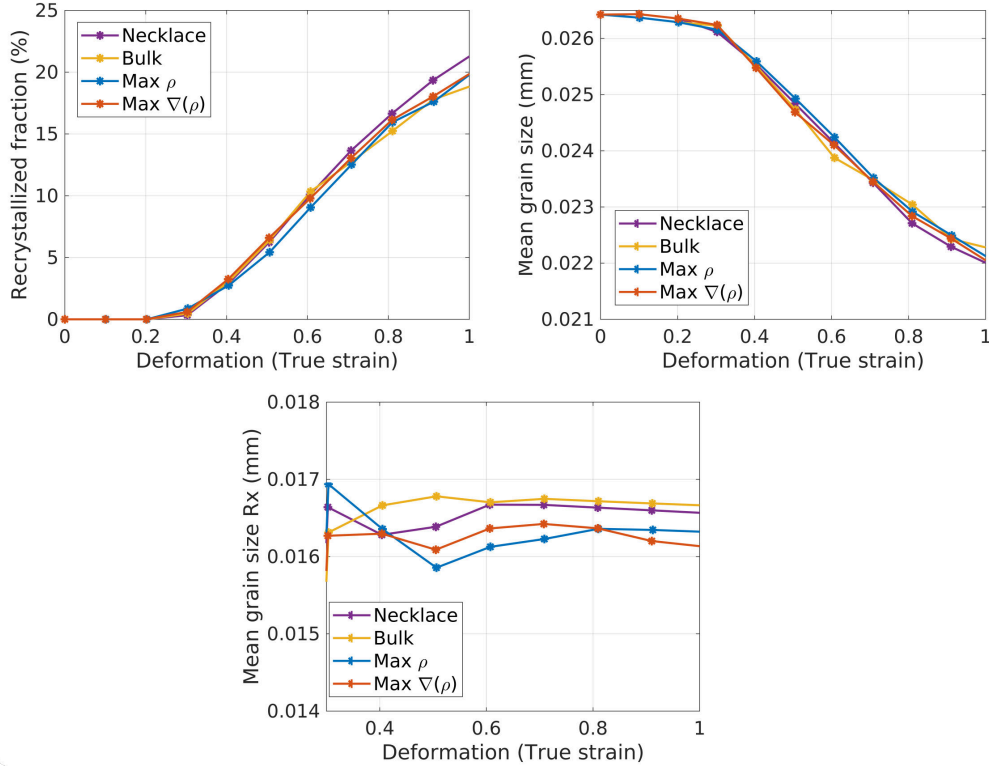 25
20
15
10
5
0
Recrystallized fraction (%)
Necklace
Bulk
Max ρ
Max ∇(ρ)
0 0.2 0.4 0.6 0.8 1
Deformation (True strain)
0.026
0.025
0.024
0.023
0.022
0.021
Mean grain size (mm)
Necklace
Bulk
Max ρ
Max ∇(ρ)
0 0.2 0.4 0.6 0.8 1
Deformation (True strain)
0.018
0.017
0.016
0.015
0.014
Mean grain size Rx (mm)
Necklace
Bulk
Max ρ
Max ∇(ρ)
0.4 0.6 0.8 1
Deformation (True strain)